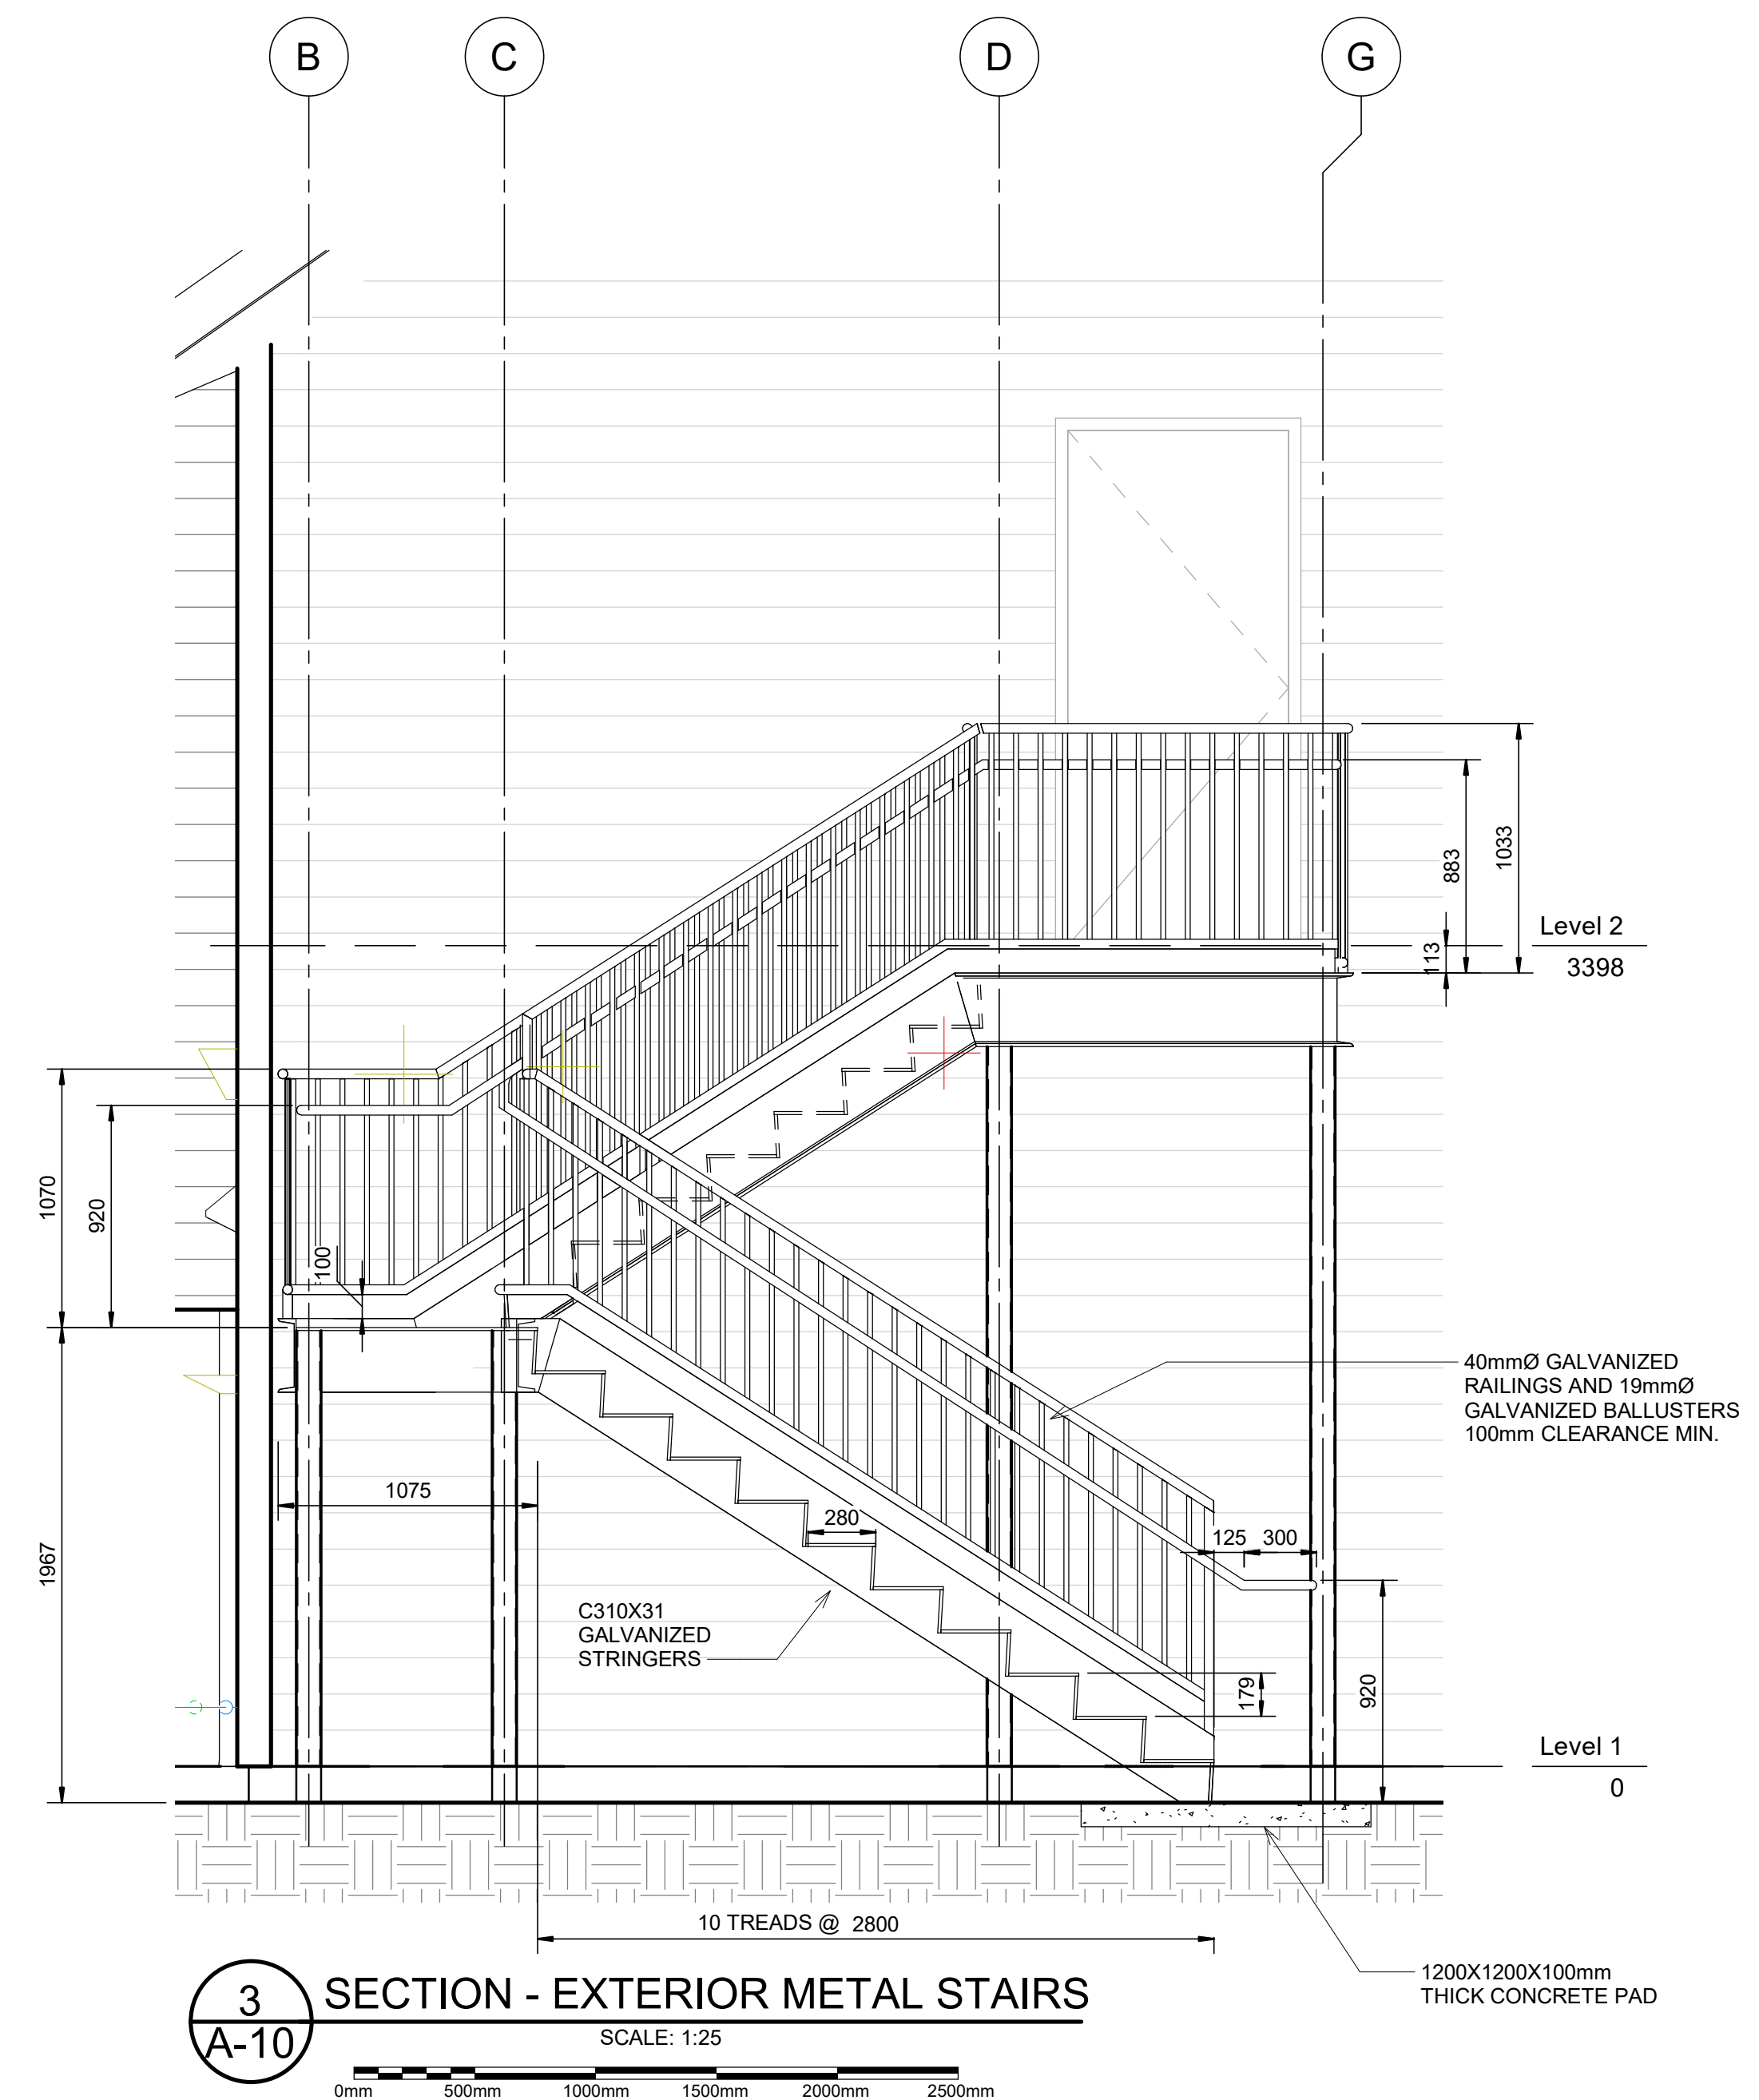 B
C
D
G
1033
883
113
Level 2
3398
1070
920
100
40mmØ GALVANIZED
RAILINGS AND 19mmØ
GALVANIZED BALLUSTERS
100mm CLEARANCE MIN.
1075
280
125 300
1967
C310X31
GALVANIZED
STRINGERS
179
920
Level 1
0
10 TREADS @ 2800
1200X1200X100mm
THICK CONCRETE PAD
3
A-10
SECTION - EXTERIOR METAL STAIRS
SCALE: 1:25
0mm 500mm 1000mm 1500mm 2000mm 2500mm